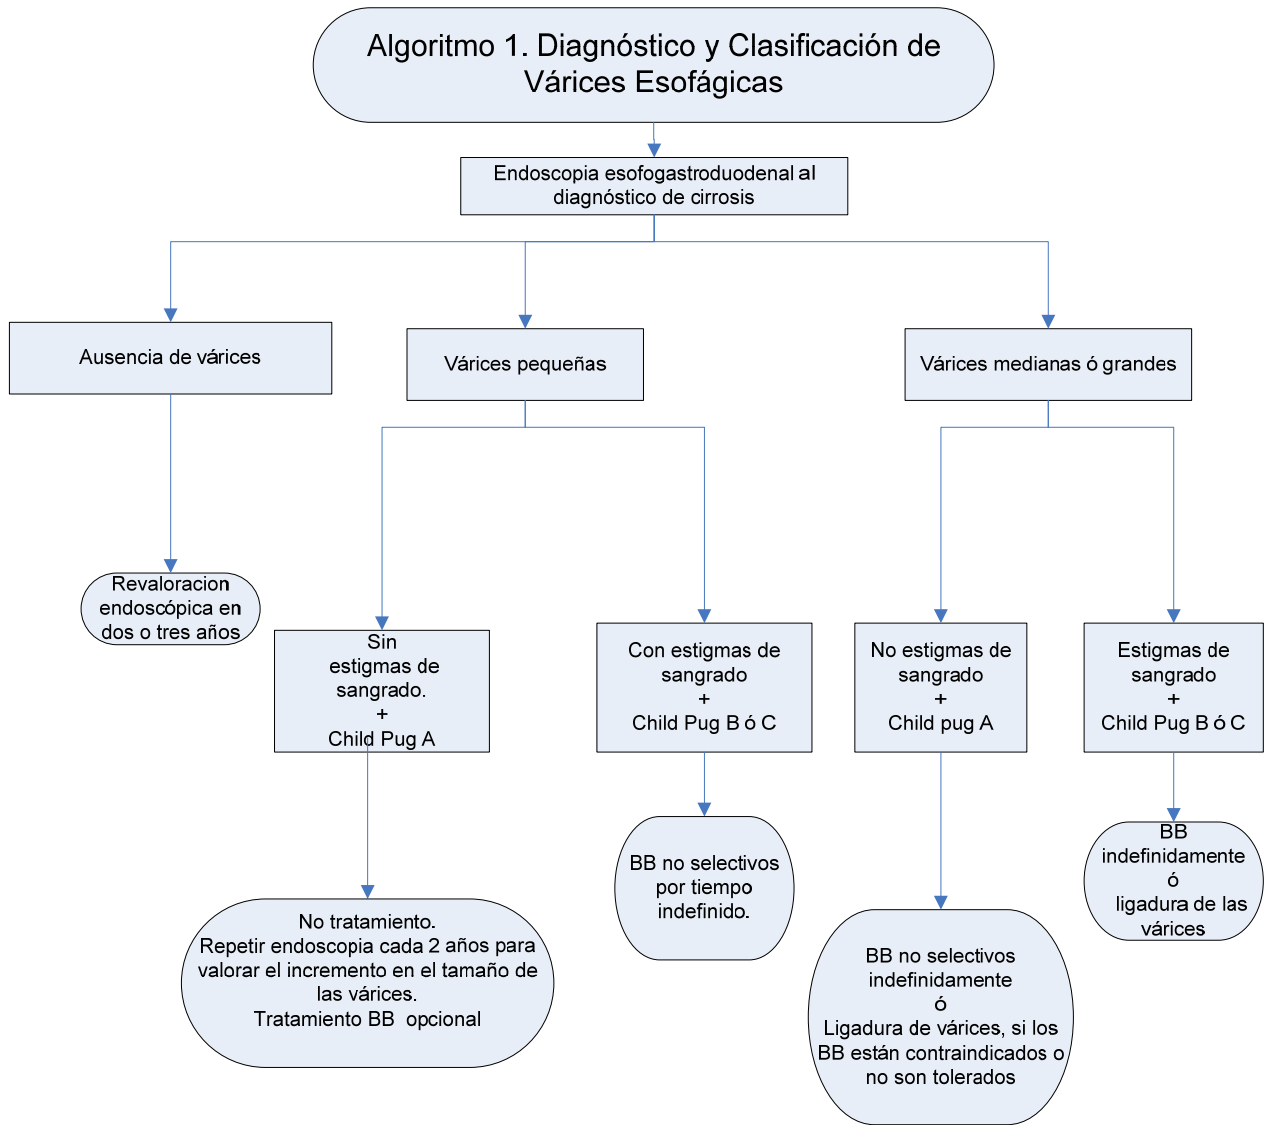 Algoritmo 1. Diagnóstico y Clasificación de
Várices Esofágicas
Endoscopia esofogastroduodenal al
diagnóstico de cirrosis
Ausencia de várices
Várices pequeñas
Várices medianas ó grandes
Revaloracion
endoscópica en
dos o tres años
Sin
estigmas de
sangrado.
+
Child Pug A
Con estigmas de
sangrado
+
Child Pug B ó C
No estigmas de
sangrado
+
Child pug A
Estigmas de
sangrado
+
Child Pug B ó C
No tratamiento.
Repetir endoscopia cada 2 años para
valorar el incremento en el tamaño de
las várices.
Tratamiento BB opcional
BB no selectivos
por tiempo
indefinido.
BB no selectivos
indefinidamente
ó
Ligadura de várices, si los
BB están contraindicados o
no son tolerados
BB
indefinidamente
ó
ligadura de las
várices